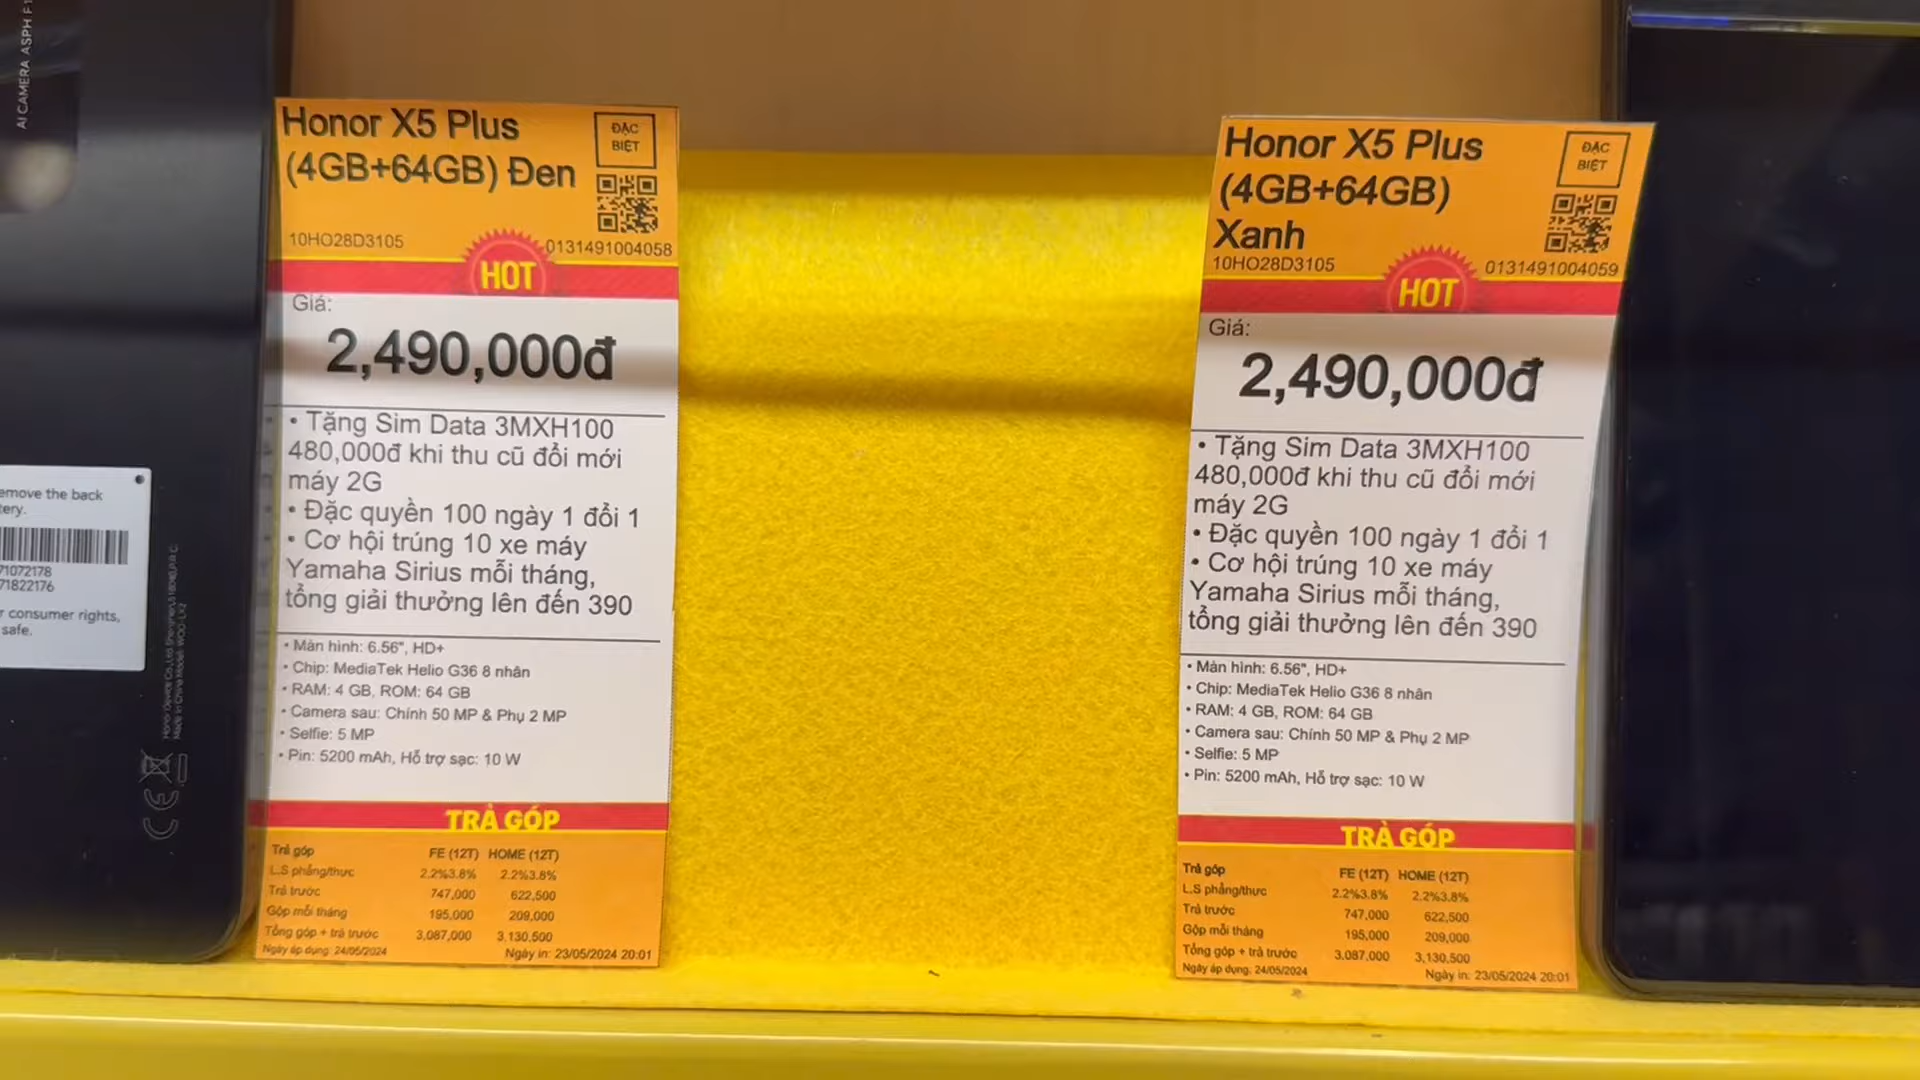 AI CAMERA ASPH F1
emove the back
tery.
71072178
71822176
r consumer rights,
safe.
Honor Device Co., Ltd.
Made in China Model: WOD-LX2
Honor X5 Plus
(4GB+64GB) Đen
ĐẶC
BIỆT
10HO28D3105
0131491004058
HOT
Giá:
2,490,000đ
• Tặng Sim Data 3MXH100
480,000đ khi thu cũ đổi mới
máy 2G
• Đặc quyền 100 ngày 1 đổi 1
• Cơ hội trúng 10 xe máy
Yamaha Sirius mỗi tháng,
tổng giải thưởng lên đến 390
• Màn hình: 6.56", HD+
• Chip: MediaTek Helio G36 8 nhân
• RAM: 4 GB, ROM: 64 GB
• Camera sau: Chính 50 MP & Phụ 2 MP
• Selfie: 5 MP
• Pin: 5200 mAh, Hỗ trợ sạc: 10 W
TRẢ GÓP
Trả góp FE (12T) HOME (12T)
L.S phẳng/thực 2.2%3.8% 2.2%3.8%
Trả trước 747,000 622,500
Góp mỗi tháng 195,000 209,000
Tổng góp + trả trước 3,087,000 3,130,500
Ngày áp dụng: 24/05/2024 Ngày in: 23/05/2024 20:01
Honor X5 Plus
(4GB+64GB)
Xanh
ĐẶC
BIỆT
10HO28D3105
0131491004059
HOT
Giá:
2,490,000đ
• Tặng Sim Data 3MXH100
480,000đ khi thu cũ đổi mới
máy 2G
• Đặc quyền 100 ngày 1 đổi 1
• Cơ hội trúng 10 xe máy
Yamaha Sirius mỗi tháng,
tổng giải thưởng lên đến 390
• Màn hình: 6.56", HD+
• Chip: MediaTek Helio G36 8 nhân
• RAM: 4 GB, ROM: 64 GB
• Camera sau: Chính 50 MP & Phụ 2 MP
• Selfie: 5 MP
• Pin: 5200 mAh, Hỗ trợ sạc: 10 W
TRẢ GÓP
Trả góp FE (12T) HOME (12T)
L.S phẳng/thực 2.2%3.8% 2.2%3.8%
Trả trước 747,000 622,500
Góp mỗi tháng 195,000 209,000
Tổng góp + trả trước 3,087,000 3,130,500
Ngày áp dụng: 24/05/2024 Ngày in: 23/05/2024 20:01